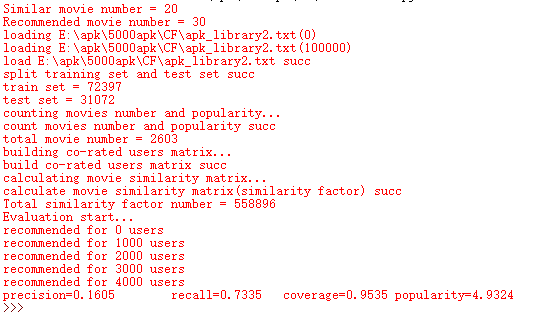 Similar movie number = 20
Recommended movie number = 30
loading E:\apk\5000apk\CF\apk_library2.txt(0)
loading E:\apk\5000apk\CF\apk_library2.txt(100000)
load E:\apk\5000apk\CF\apk_library2.txt succ
split training set and test set succ
train set = 72397
test set = 31072
counting movies number and popularity...
count movies number and popularity succ
total movie number = 2603
building co-rated users matrix...
build co-rated users matrix succ
calculating movie similarity matrix...
calculate movie similarity matrix(similarity factor) succ
Total similarity factor number = 558896
Evaluation start...
recommended for 0 users
recommended for 1000 users
recommended for 2000 users
recommended for 3000 users
recommended for 4000 users
precision=0.1605 recall=0.7335 coverage=0.9535 popularity=4.9324
>>>